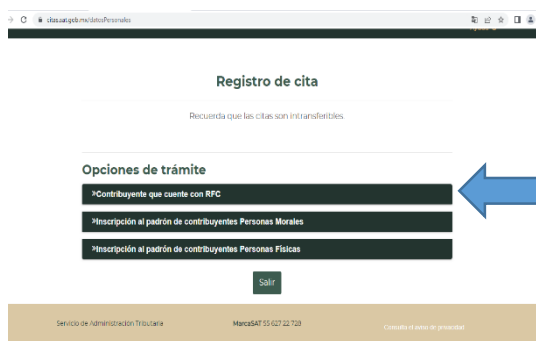 citas.sat.gob.mx/datosPersonales
Registro de cita
Recuerda que las citas son intransferibles.
Opciones de trámite
»Contribuyente que cuente con RFC
»Inscripción al padrón de contribuyentes Personas Morales
»Inscripción al padrón de contribuyentes Personas Físicas
Salir
Servicio de Administración Tributaria
MarcaSAT 55 627 22 728
Consulta el aviso de privacidad